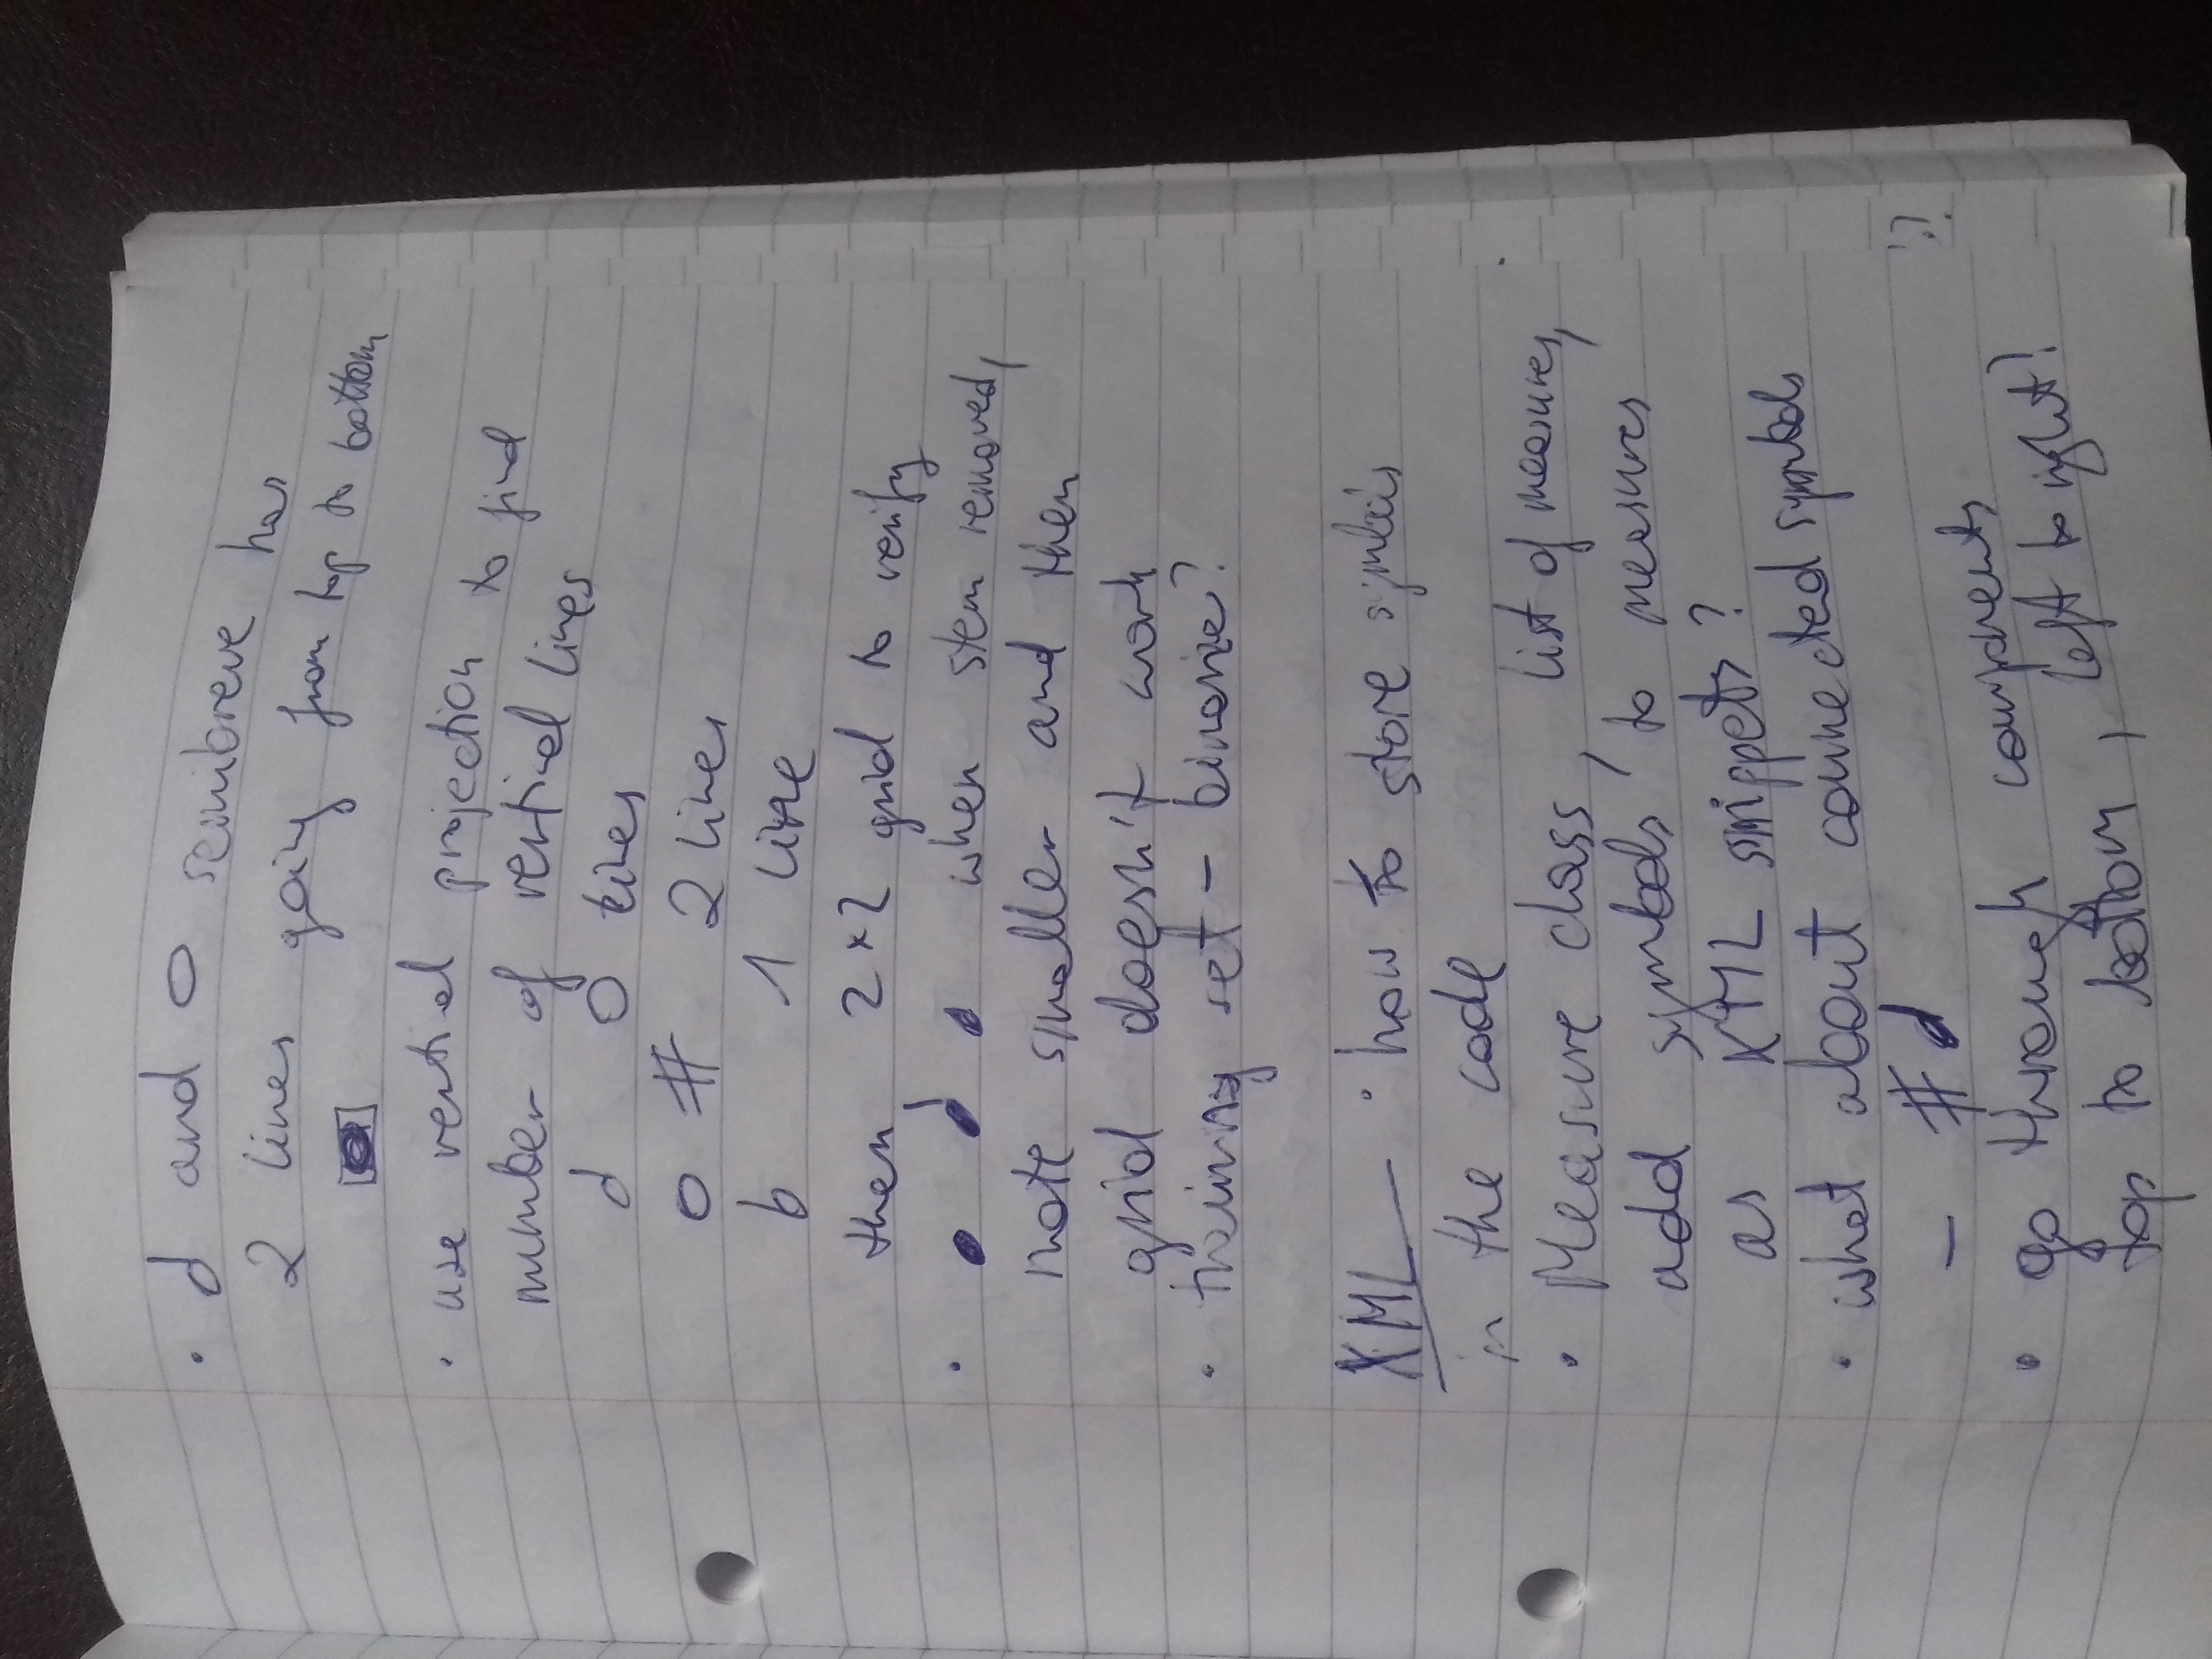 • d and O semibreve has
2 lines going from top to bottom
• use vertical projection to find
number of vertical lines
d 0 lines
O # 2 lines
b 1 line
then 2×2 grid to verify
• when stem removed,
note smaller and then
grid doesn't work
• training set - binarize?
XML • how to store symbols
in the code
• Measure class, list of measures,
add symbols to measures
as XML snippets?
• what about connected symbols
- # d ??
• go through components
top to bottom, left to right?